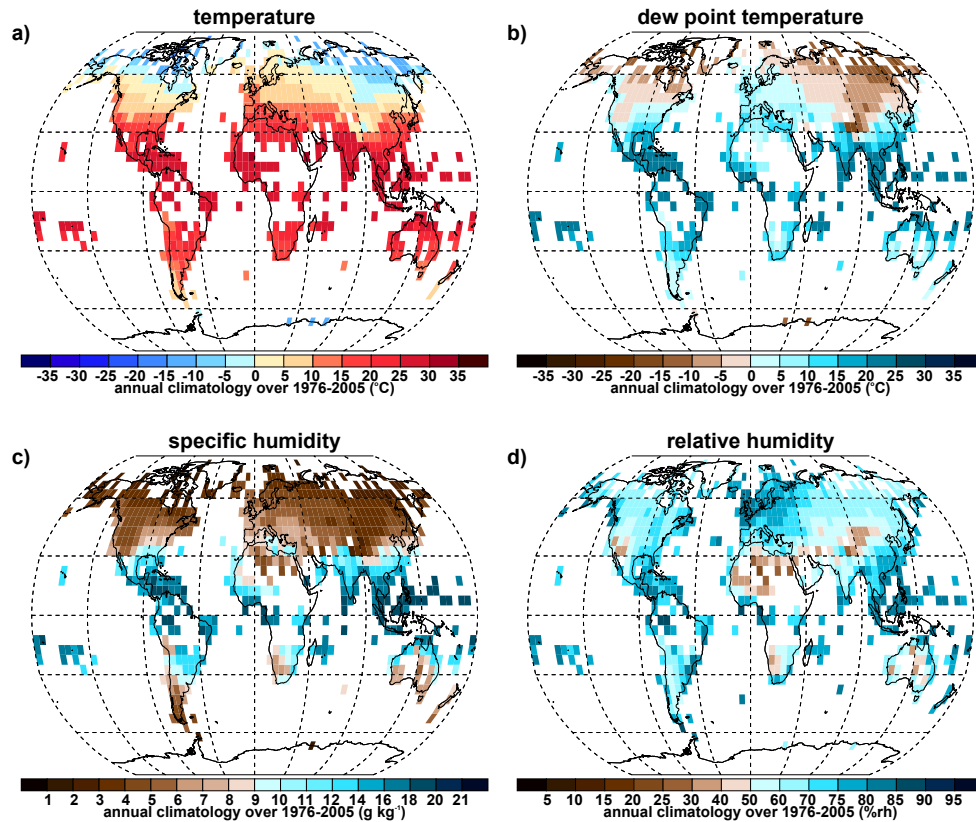 temperature
a)
-35 -30 -25 -20 -15 -10 -5 0 5 10 15 20 25 30 35
annual climatology over 1976-2005 (°C)
dew point temperature
b)
-35 -30 -25 -20 -15 -10 -5 0 5 10 15 20 25 30 35
annual climatology over 1976-2005 (°C)
specific humidity
c)
1 2 3 4 5 6 7 8 9 10 11 12 14 16 18 20 21
annual climatology over 1976-2005 (g kg⁻¹)
relative humidity
d)
5 10 15 20 30 40 50 60 70 75 80 85 90 95
annual climatology over 1976-2005 (%rh)